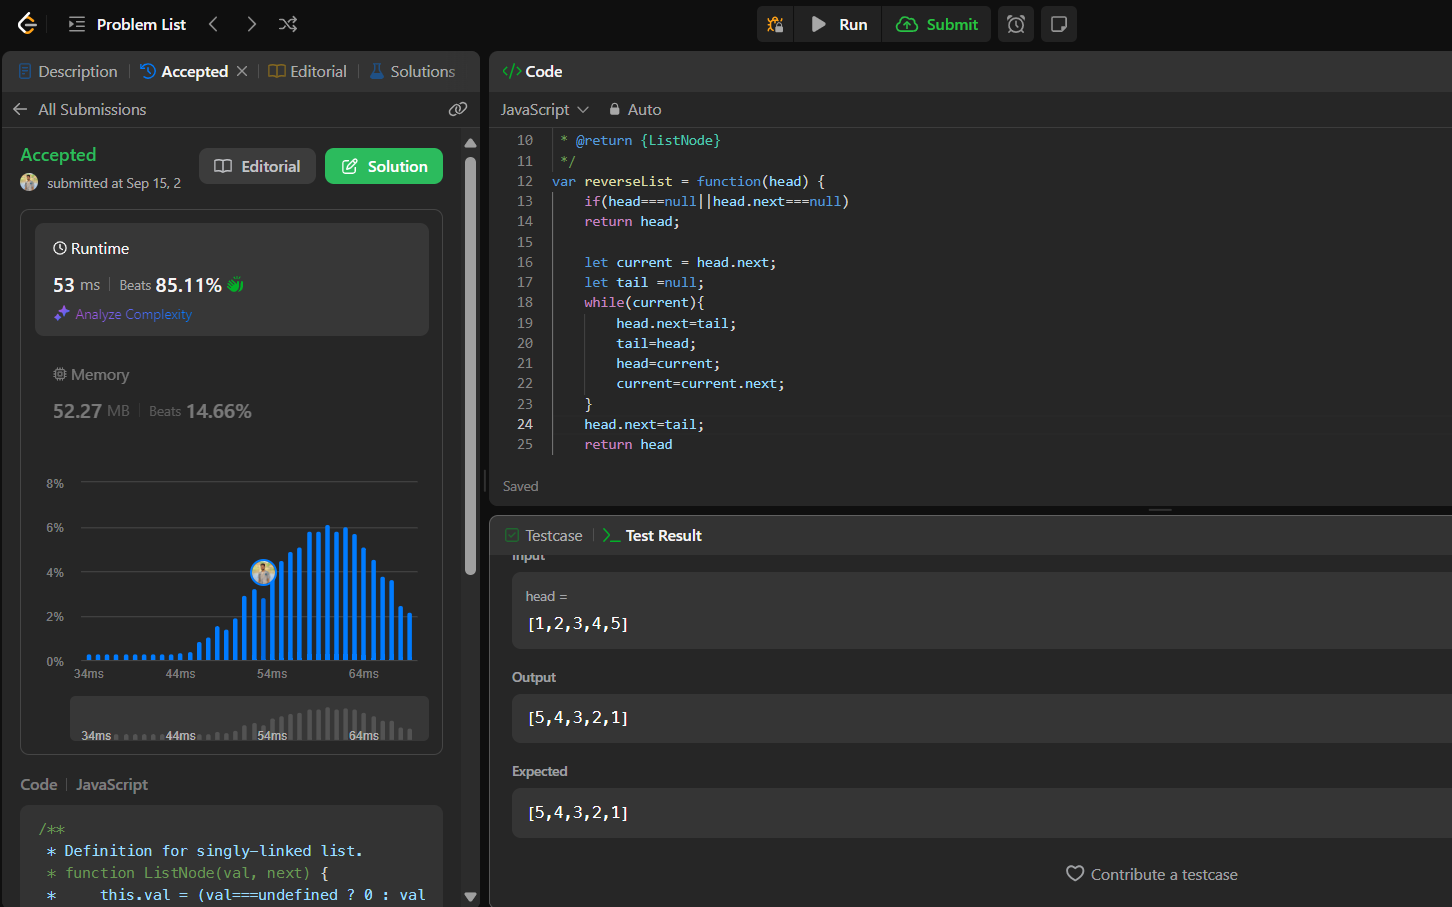 Problem List
Run
Submit
Description
Accepted
Editorial
Solutions
All Submissions
Accepted
submitted at Sep 15, 2
Editorial
Solution
Runtime
53 ms
Beats 85.11%
Analyze Complexity
Memory
52.27 MB
Beats 14.66%
8%
6%
4%
2%
0%
34ms 44ms 54ms 64ms
34ms 44ms 54ms 64ms
Code
JavaScript
/**
* Definition for singly-linked list.
* function ListNode(val, next) {
* this.val = (val===undefined ? 0 : val
Code
JavaScript
Auto
10 * @return {ListNode}
11 */
12 var reverseList = function(head) {
13 if(head===null||head.next===null)
14 return head;
15
16 let current = head.next;
17 let tail =null;
18 while(current){
19 head.next=tail;
20 tail=head;
21 head=current;
22 current=current.next;
23 }
24 head.next=tail;
25 return head
Saved
Testcase
Test Result
Input
head =
[1,2,3,4,5]
Output
[5,4,3,2,1]
Expected
[5,4,3,2,1]
Contribute a testcase